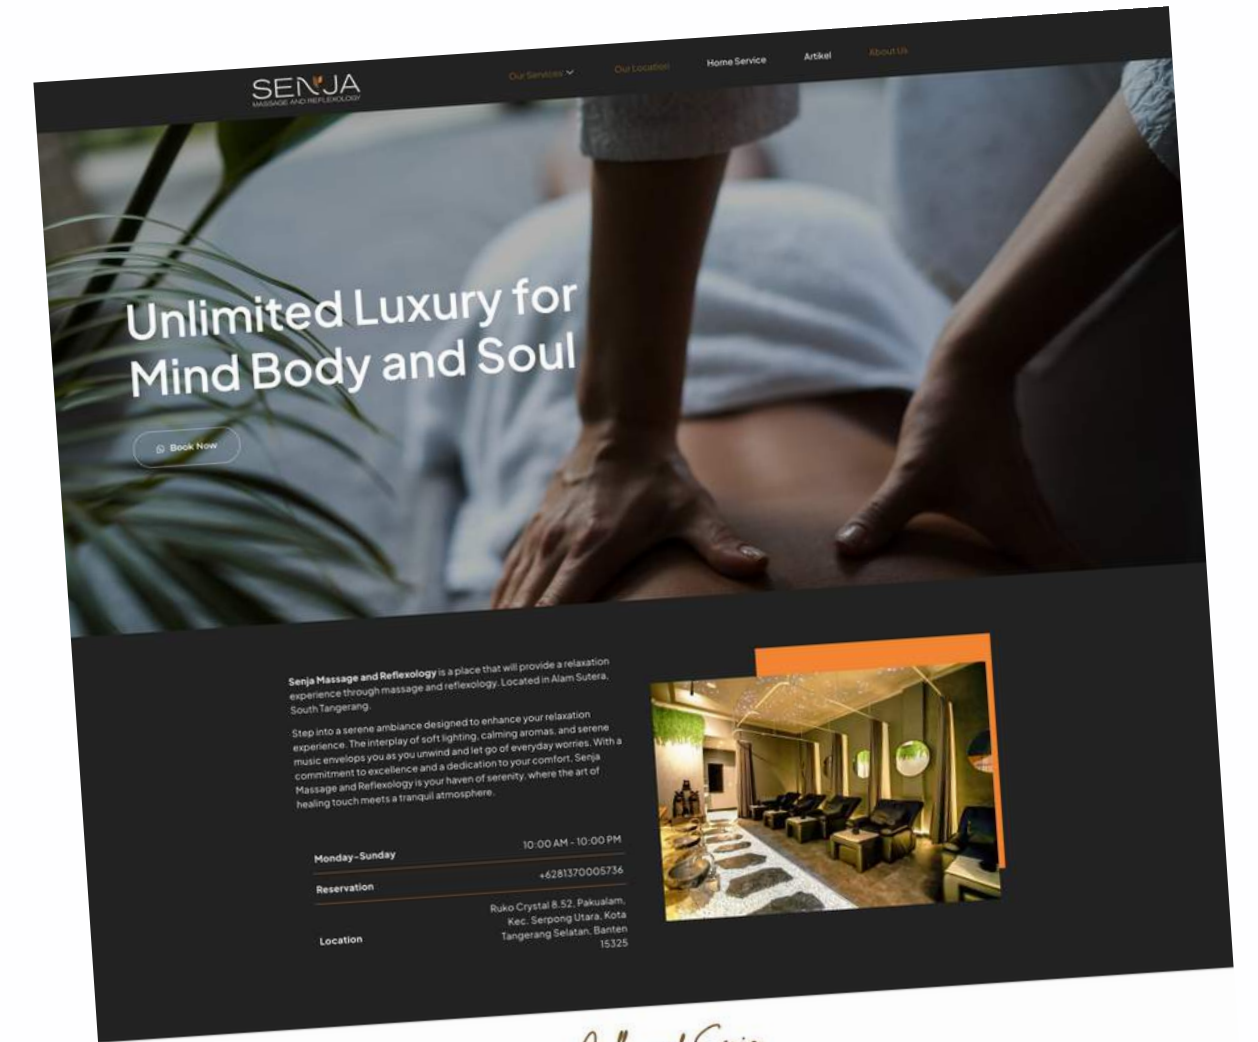 SENJA
MASSAGE AND REFLEXOLOGY
Our Services
Our Location
Home Service
Artikel
About Us
Unlimited Luxury for
Mind Body and Soul
Book Now
Senja Massage and Reflexology is a place that will provide a relaxation
experience through massage and reflexology. Located in Alam Sutera,
South Tangerang.
Step into a serene ambiance designed to enhance your relaxation
experience. The interplay of soft lighting, calming aromas, and serene
music envelops you as you unwind and let go of everyday worries. With a
commitment to excellence and a dedication to your comfort, Senja
Massage and Reflexology is your haven of serenity, where the art of
healing touch meets a tranquil atmosphere.
Monday-Sunday
10:00 AM - 10:00 PM
Reservation
+6281370005736
Location
Ruko Crystal 8.52, Pakualam,
Kec. Serpong Utara, Kota
Tangerang Selatan, Banten
15325